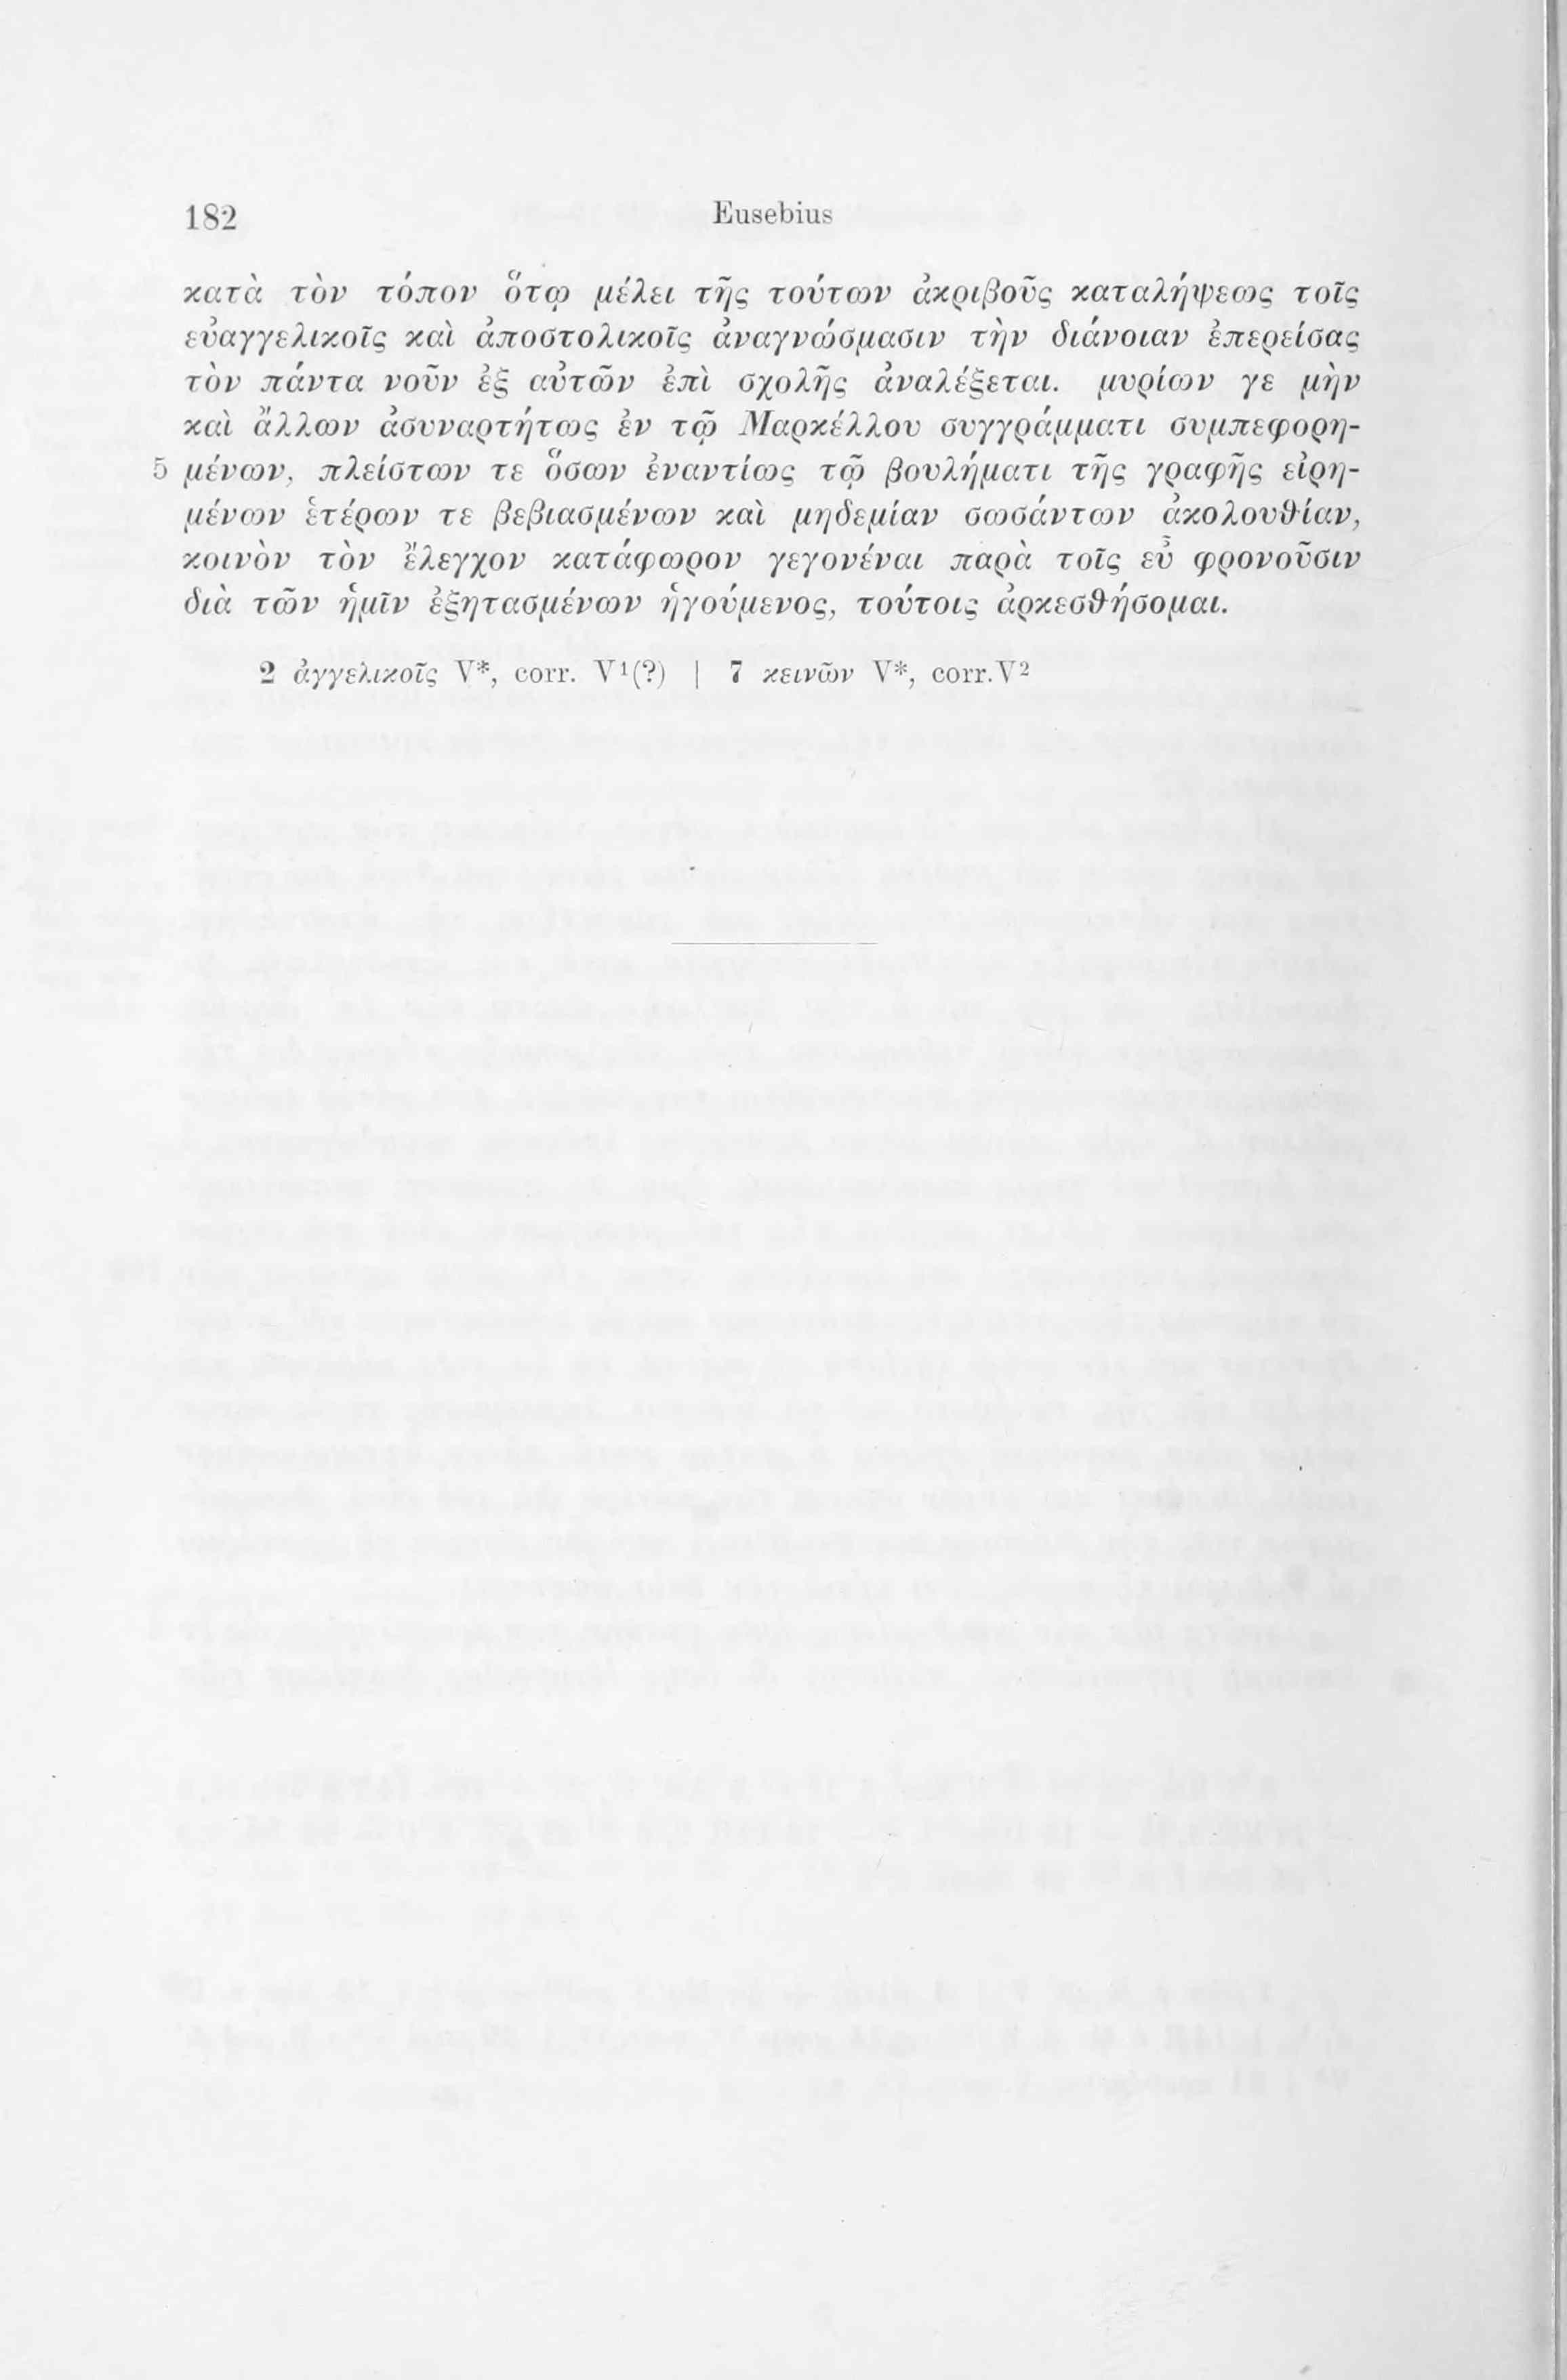 182 Eusebius
κατὰ τὸν τόπον ὅτῳ μέλει τῆς τούτων ἀκριβοῦς καταλήψεως τοῖς
εὐαγγελικοῖς καὶ ἀποστολικοῖς ἀναγνώσμασιν τὴν διάνοιαν ἐπερείσας
τὸν πάντα νοῦν ἐξ αὐτῶν ἐπὶ σχολῆς ἀναλέξεται. μυρίων γε μὴν
καὶ ἄλλων ἀσυναρτήτως ἐν τῷ Μαρκέλλου συγγράμματι συμπεφορη-
5 μένων, πλείστων τε ὅσων ἐναντίως τῷ βουλήματι τῆς γραφῆς εἰρη-
μένων ἑτέρων τε βεβιασμένων καὶ μηδεμίαν σωσάντων ἀκολουθίαν,
κοινὸν τὸν ἔλεγχον κατάφωρον γεγονέναι παρὰ τοῖς εὖ φρονοῦσιν
διὰ τῶν ἡμῖν ἐξητασμένων ἡγούμενος, τούτοις ἀρκεσθήσομαι.
2 ἀγγελικοῖς V*, corr. V¹(?) | 7 κεινῶν V*, corr.V²